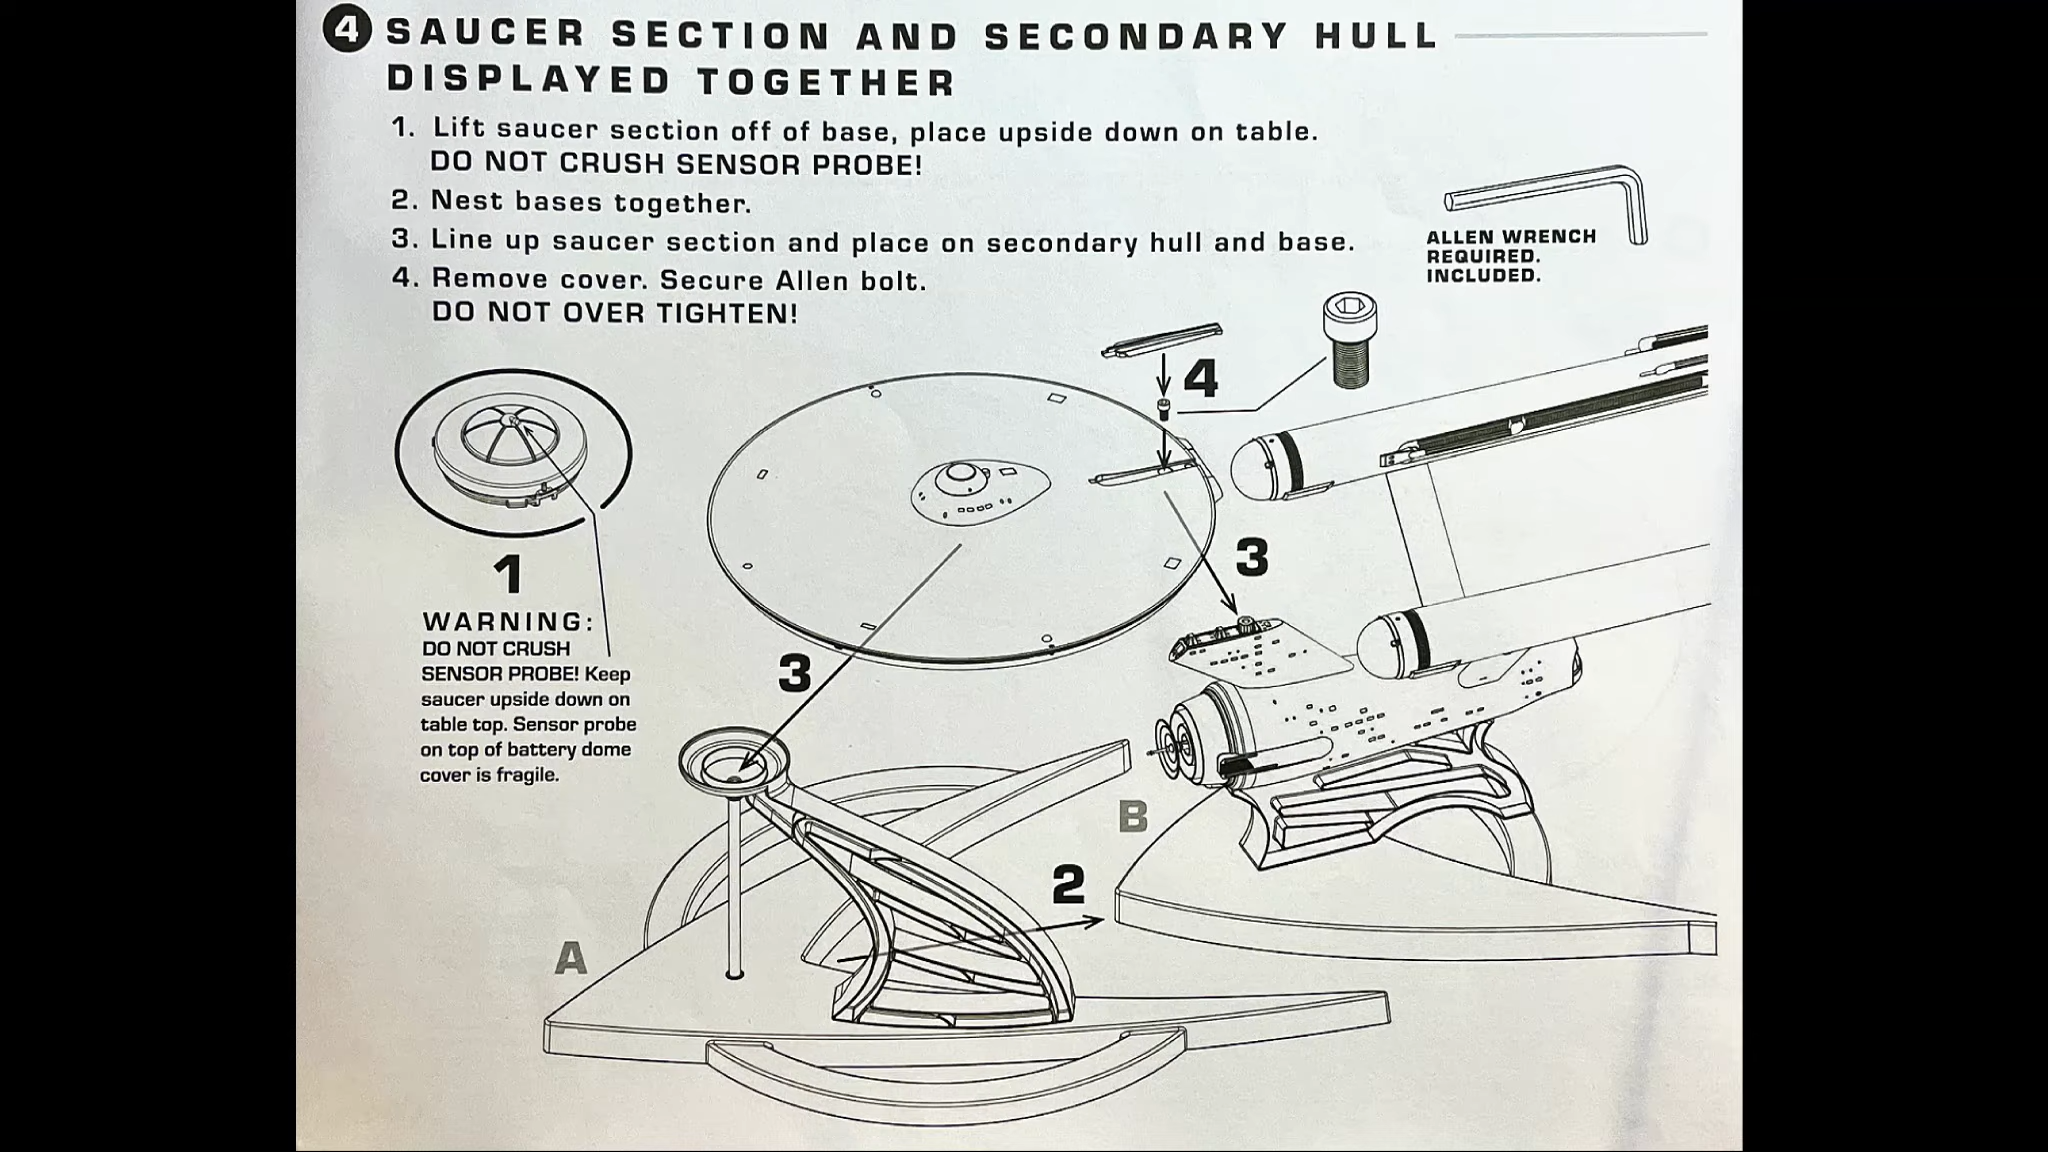 4 SAUCER SECTION AND SECONDARY HULL
DISPLAYED TOGETHER
1. Lift saucer section off of base, place upside down on table.
DO NOT CRUSH SENSOR PROBE!
2. Nest bases together.
3. Line up saucer section and place on secondary hull and base.
4. Remove cover. Secure Allen bolt.
DO NOT OVER TIGHTEN!
ALLEN WRENCH
REQUIRED.
INCLUDED.
4
3
1
WARNING:
DO NOT CRUSH
SENSOR PROBE! Keep
saucer upside down on
table top. Sensor probe
on top of battery dome
cover is fragile.
3
B
2
A